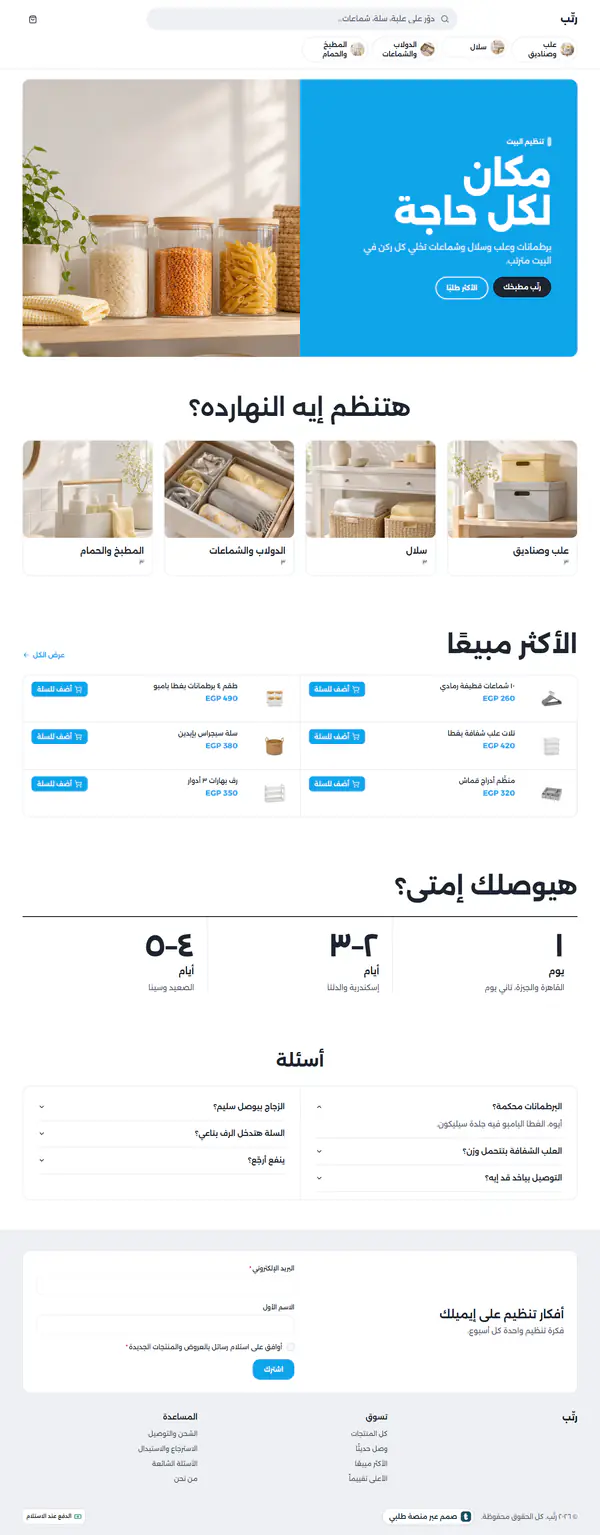 رتّب
دوّر على علبة، سلة، شماعات..
علب
وصناديق
سلال
الدولاب
والشماعات
المطبخ
والحمام
تنظيم البيت
مكان
لكل حاجة
برطمانات وعلب وسلال وشماعات تخلي كل ركن في
البيت مترتب.
رتّب مطبخك
الأكثر طلبًا
هتنظم إيه النهارده؟
علب وصناديق
٣
سلال
٣
الدولاب والشماعات
٣
المطبخ والحمام
٣
الأكثر مبيعًا
عرض الكل ←
١٠ شماعات قطيفة رمادي
EGP 260
أضف للسلة
طقم ٤ برطمانات بغطا بامبو
EGP 490
أضف للسلة
تلات علب شفافة بغطا
EGP 420
أضف للسلة
سلة سيجراس بإيدين
EGP 380
أضف للسلة
منظّم أدراج قماش
EGP 320
أضف للسلة
رف بهارات ٣ أدوار
EGP 350
أضف للسلة
هيوصلك إمتى؟
١
يوم
القاهرة والجيزة، تاني يوم
٢–٣
أيام
إسكندرية والدلتا
٤–٥
أيام
الصعيد وسينا
أسئلة
البرطمانات محكمة؟
أيوه. الغطا البامبو فيه جلدة سيليكون.
العلب الشفافة بتتحمل وزن؟
التوصيل بياخد قد إيه؟
الزجاج بيوصل سليم؟
السلة هتدخل الرف بتاعي؟
ينفع أرجّع؟
أفكار تنظيم على إيميلك
فكرة تنظيم واحدة كل أسبوع.
البريد الإلكتروني *
الاسم الأول
أوافق على استلام رسائل بالعروض والمنتجات الجديدة *
اشترك
رتّب
تسوق
كل المنتجات
وصل حديثًا
الأكثر مبيعًا
الأعلى تقييماً
المساعدة
الشحن والتوصيل
الاسترجاع والاستبدال
الأسئلة الشائعة
من نحن
© ٢٠٢٦ رتّب. كل الحقوق محفوظة.
صمم عبر منصة طلبي
الدفع عند الاستلام